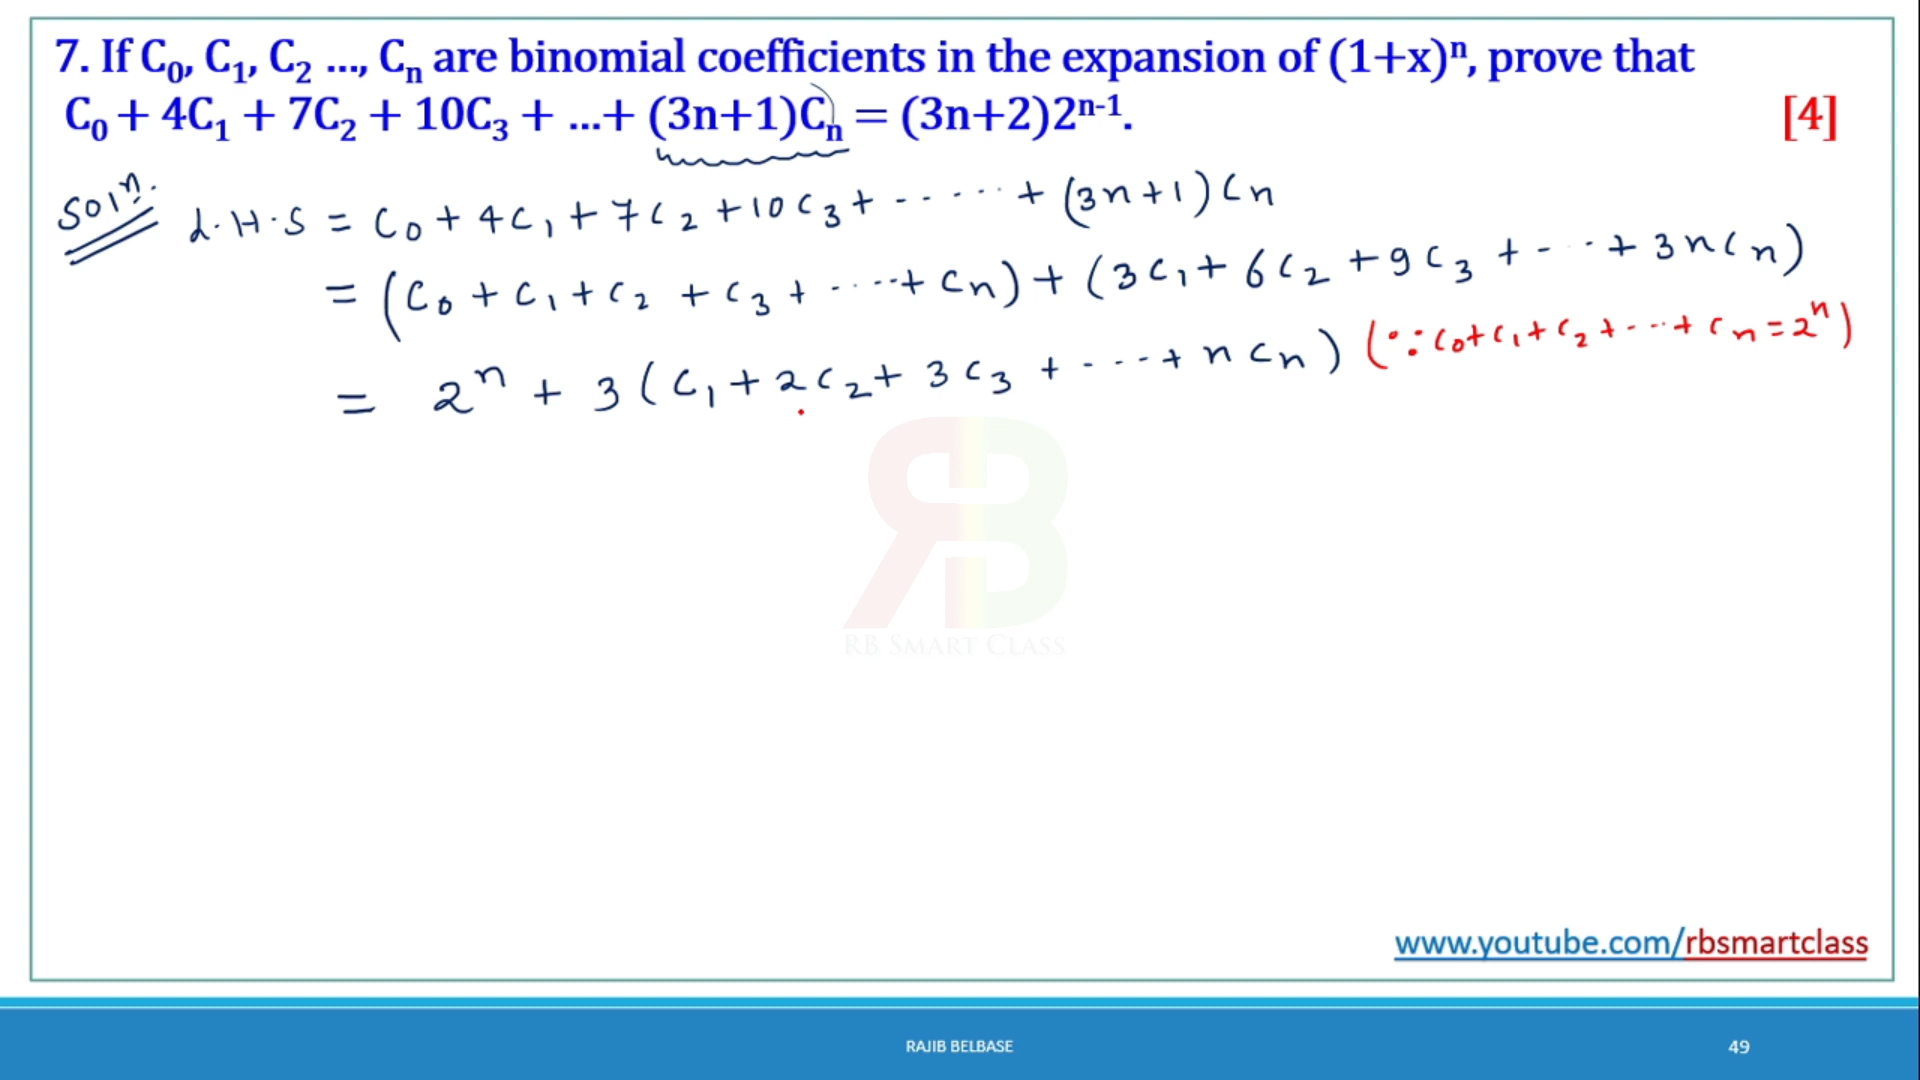 7. If C₀, C₁, C₂ ..., Cₙ are binomial coefficients in the expansion of (1+x)ⁿ, prove that
C₀ + 4C₁ + 7C₂ + 10C₃ + ...+ (3n+1)Cₙ = (3n+2)2ⁿ⁻¹. [4]
Solⁿ. L.H.S = C₀ + 4C₁ + 7C₂ + 10C₃ + ------ + (3n+1)Cₙ
= (C₀ + C₁ + C₂ + C₃ + -----+ Cₙ) + (3C₁ + 6C₂ + 9C₃ + ----+ 3nCₙ)
= 2ⁿ + 3(C₁ + 2C₂ + 3C₃ + ----+ nCₙ) (∵ C₀+C₁+C₂+----+Cₙ=2ⁿ)
RB
RB SMART CLASS
www.youtube.com/rbsmartclass
RAJIB BELBASE 49